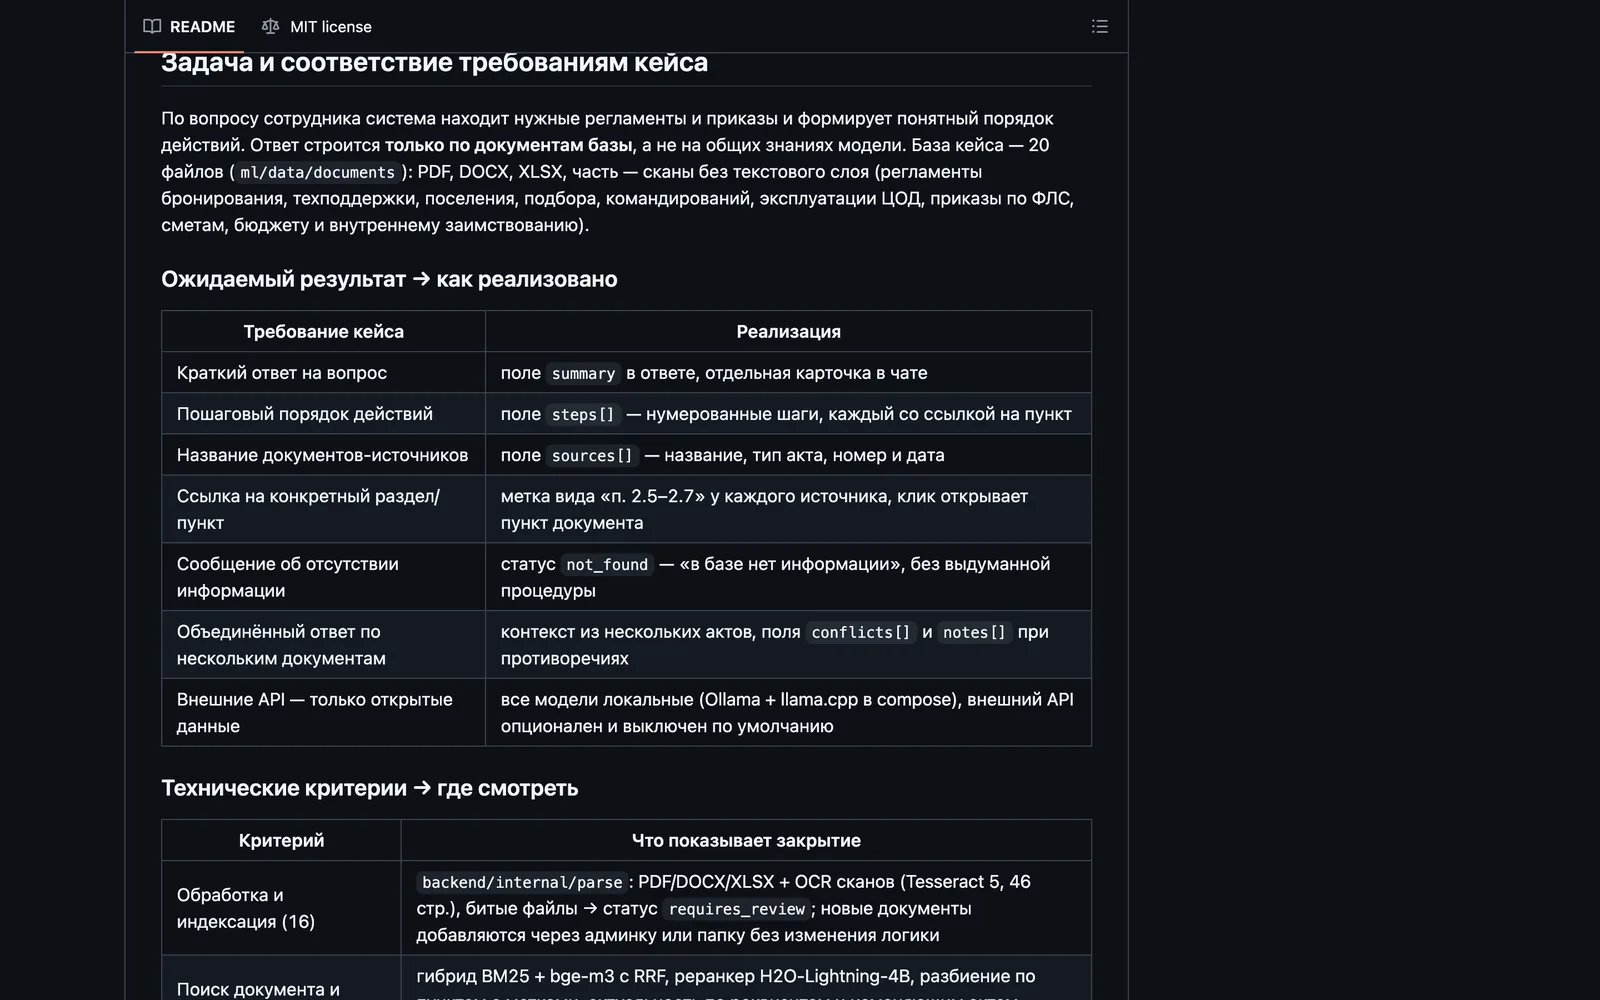 README
MIT license
Задача и соответствие требованиям кейса
По вопросу сотрудника система находит нужные регламенты и приказы и формирует понятный порядок
действий. Ответ строится только по документам базы, а не на общих знаниях модели. База кейса — 20
файлов ( ml/data/documents ): PDF, DOCX, XLSX, часть — сканы без текстового слоя (регламенты
бронирования, техподдержки, поселения, подбора, командирований, эксплуатации ЦОД, приказы по ФЛС,
сметам, бюджету и внутреннему заимствованию).
Ожидаемый результат → как реализовано
Требование кейса
Реализация
Краткий ответ на вопрос
поле summary в ответе, отдельная карточка в чате
Пошаговый порядок действий
поле steps[] — нумерованные шаги, каждый со ссылкой на пункт
Название документов-источников
поле sources[] — название, тип акта, номер и дата
Ссылка на конкретный раздел/
пункт
метка вида «п. 2.5–2.7» у каждого источника, клик открывает
пункт документа
Сообщение об отсутствии
информации
статус not_found — «в базе нет информации», без выдуманной
процедуры
Объединённый ответ по
нескольким документам
контекст из нескольких актов, поля conflicts[] и notes[] при
противоречиях
Внешние API — только открытые
данные
все модели локальные (Ollama + llama.cpp в compose), внешний API
опционален и выключен по умолчанию
Технические критерии → где смотреть
Критерий
Что показывает закрытие
Обработка и
индексация (16)
backend/internal/parse : PDF/DOCX/XLSX + OCR сканов (Tesseract 5, 46
стр.), битые файлы → статус requires_review ; новые документы
добавляются через админку или папку без изменения логики
Поиск документа и
гибрид BM25 + bge-m3 с RRF, реранкер H2O-Lightning-4B, разбиение по